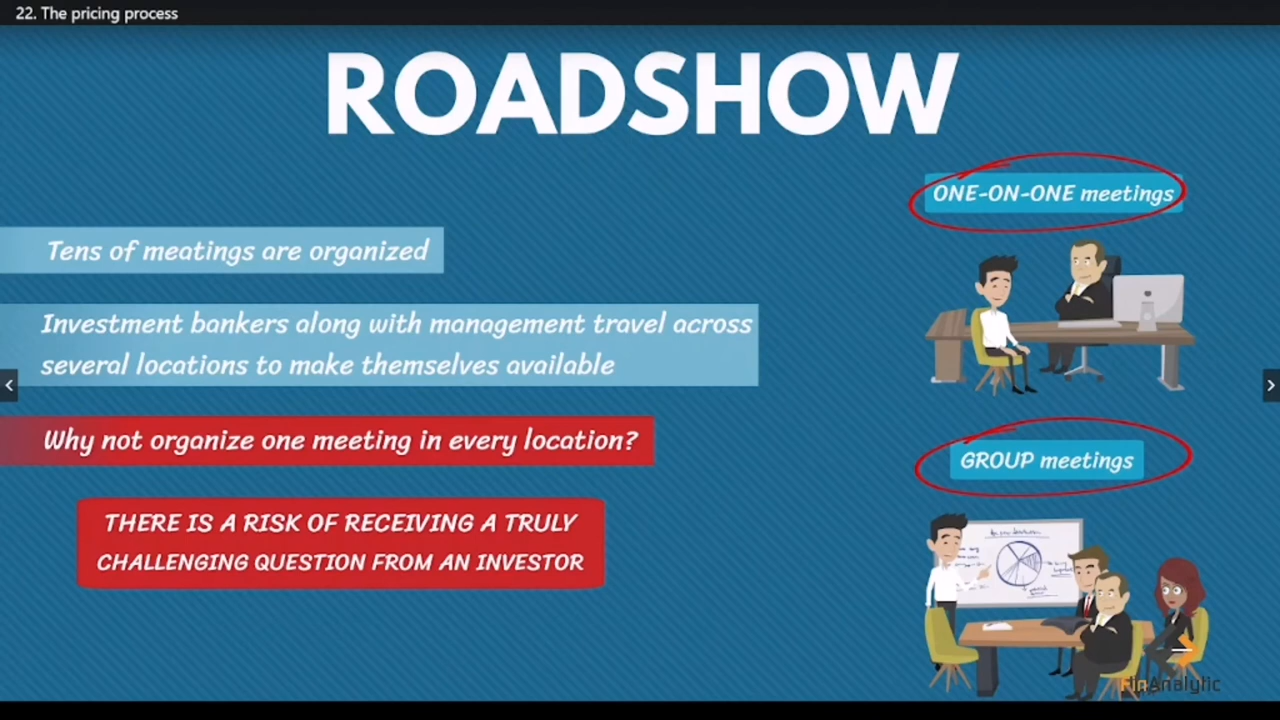 22. The pricing process
ROADSHOW
ONE-ON-ONE meetings
Tens of meatings are organized
Investment bankers along with management travel across
several locations to make themselves available
Why not organize one meeting in every location?
GROUP meetings
THERE IS A RISK OF RECEIVING A TRULY
CHALLENGING QUESTION FROM AN INVESTOR
FinAnalytic